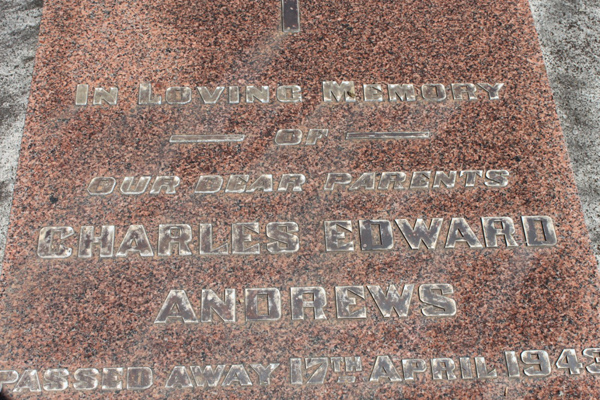 In Loving Memory
of
OUR DEAR PARENTS
CHARLES EDWARD
ANDREWS
PASSED AWAY 17TH APRIL 1943